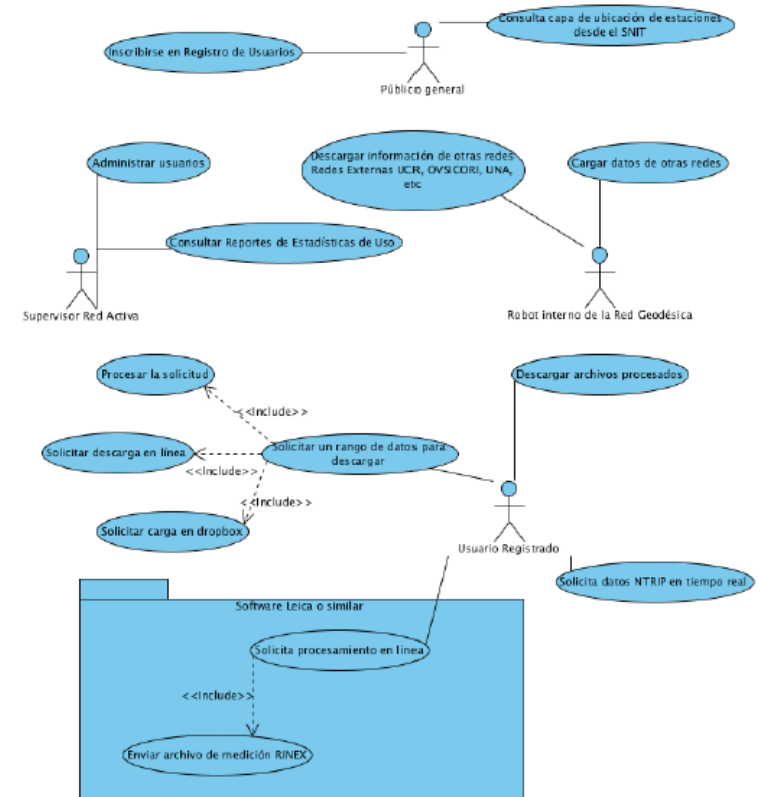 Consulta capa de ubicación de estaciones
desde el SNIT
Inscribirse en Registro de Usuarios
Público general
Administrar usuarios
Descargar información de otras redes
Redes Externas UCR, OVSICORI, UNA,
etc
Cargar datos de otras redes
Consultar Reportes de Estadísticas de Uso
Supervisor Red Activa
Robot interno de la Red Geodésica
Procesar la solicitud
Descargar archivos procesados
<<Include>>
Solicitar un rango de datos para
descargar
Solicitar descarga en línea
<<Include>>
<<Include>>
Solicitar carga en dropbox
Usuario Registrado
Solicita datos NTRIP en tiempo real
Software Leica o similar
Solicita procesamiento en línea
<<Include>>
Enviar archivo de medición RINEX